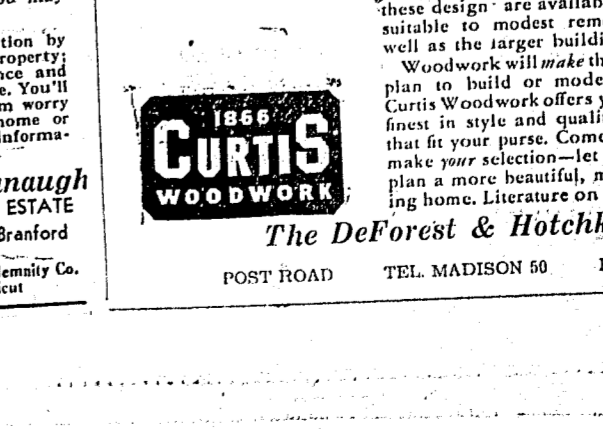 tion by
roperty;
nce and
e. You'll
m worry
home or
informa-
naugh
ESTATE
Branford
demnity Co.
cut
these design are availab
suitable to modest rem
well as the larger buildi
Woodwork will make th
plan to build or mode
Curtis Woodwork offers y
finest in style and quali
that fit your purse. Come
make your selection—let
plan a more beautiful, m
ing home. Literature on
1866
CURTIS
WOODWORK
The DeForest & Hotchk
POST ROAD TEL. MADISON 50